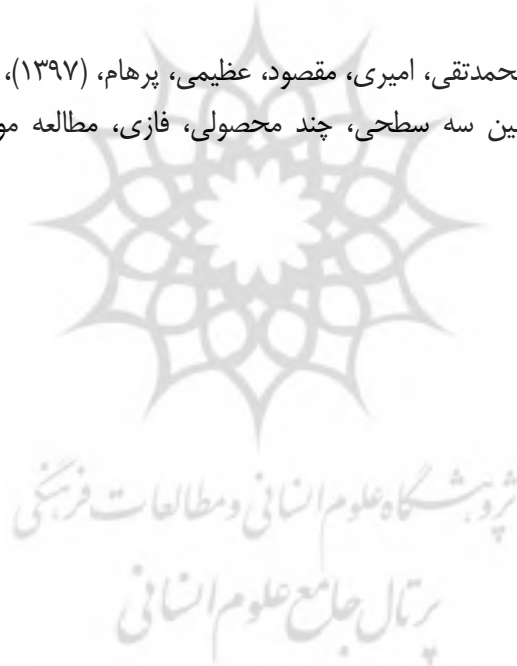 حمدتقی، امیری، مقصود، عظیمی، پرهام، (۱۳۹۷)،
ین سه سطحی، چند محصولی، فازی، مطالعه مو
پژوهشگاه علوم انسانی و مطالعات فرهنگی
پرتال جامع علوم انسانی